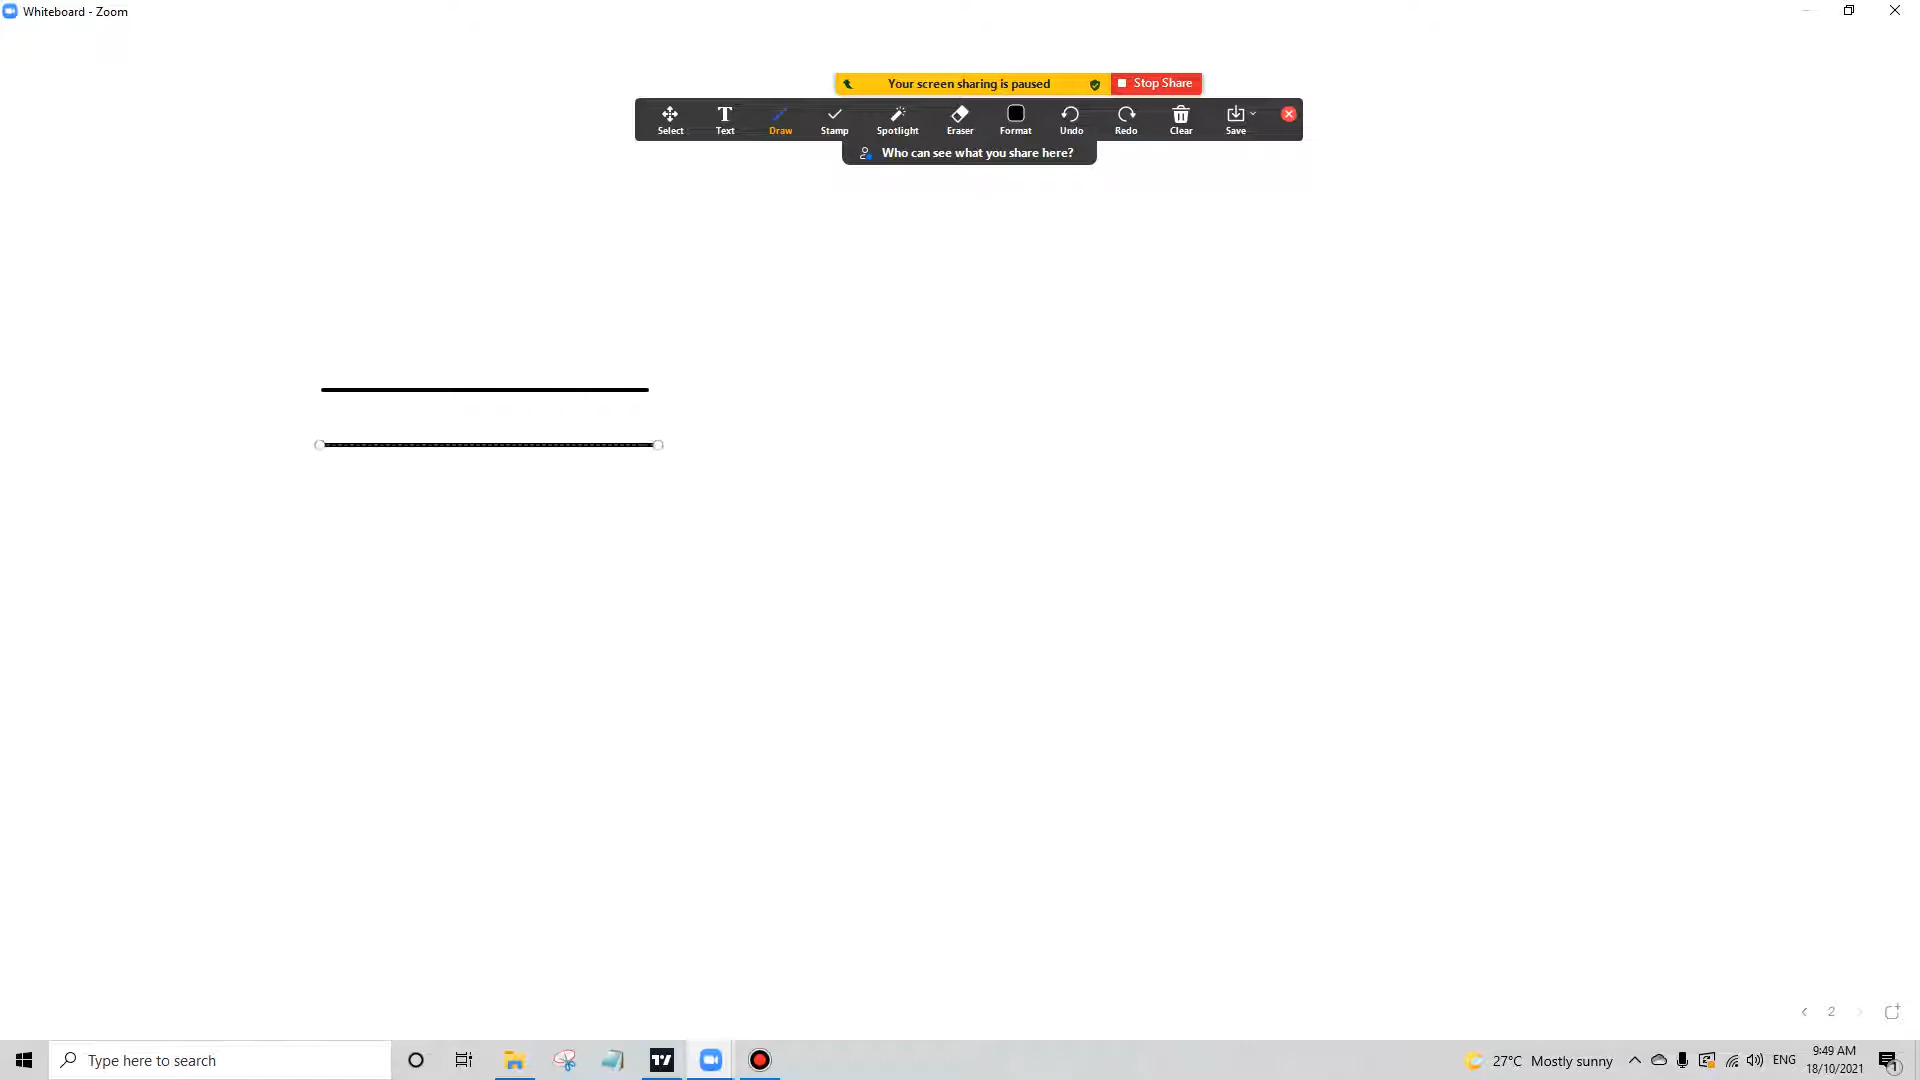 Whiteboard - Zoom
Your screen sharing is paused
Stop Share
Select
Text
Draw
Stamp
Spotlight
Eraser
Format
Undo
Redo
Clear
Save
Who can see what you share here?
2
Type here to search
27°C Mostly sunny
ENG
9:49 AM
18/10/2021
1